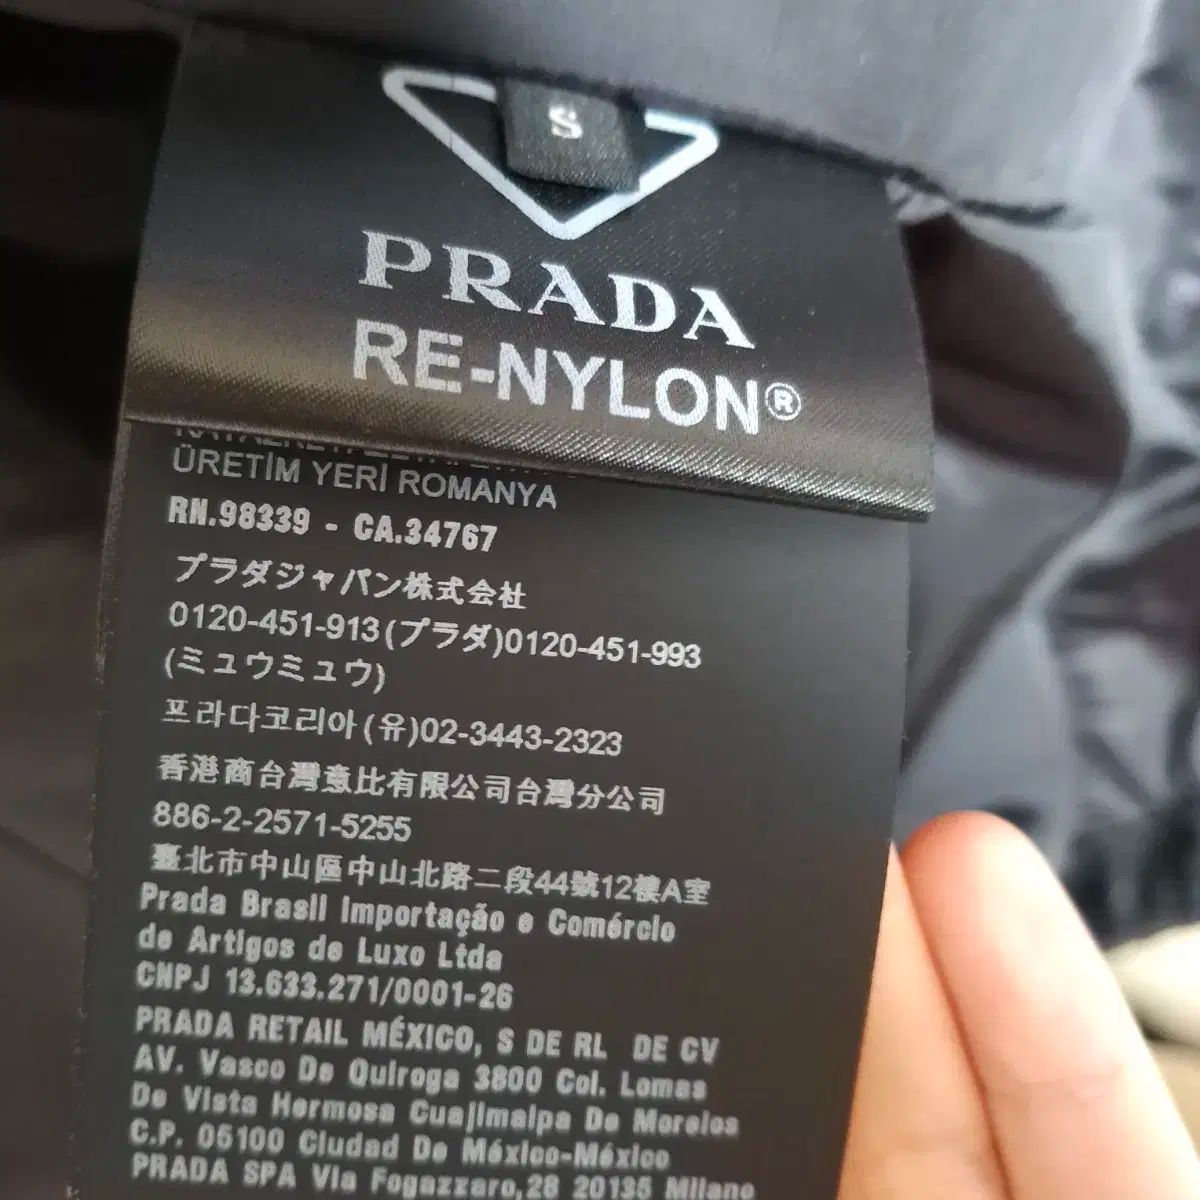 S
PRADA
RE-NYLON®
ÜRETİM YERİ ROMANYA
RN.98339 - CA.34767
プラダジャパン株式会社
0120-451-913(プラダ)0120-451-993
(ミュウミュウ)
프라다코리아(유)02-3443-2323
香港商台灣意比有限公司台灣分公司
886-2-2571-5255
臺北市中山區中山北路二段44號12樓A室
Prada Brasil Importação e Comércio
de Artigos de Luxo Ltda
CNPJ 13.633.271/0001-26
PRADA RETAIL MÉXICO, S DE RL DE CV
AV. Vasco De Quiroga 3800 Col. Lomas
De Vista Hermosa Cuajimalpa De Morelos
C.P. 05100 Ciudad De México-México
PRADA SPA Via Fogazzaro,28 20135 Milano